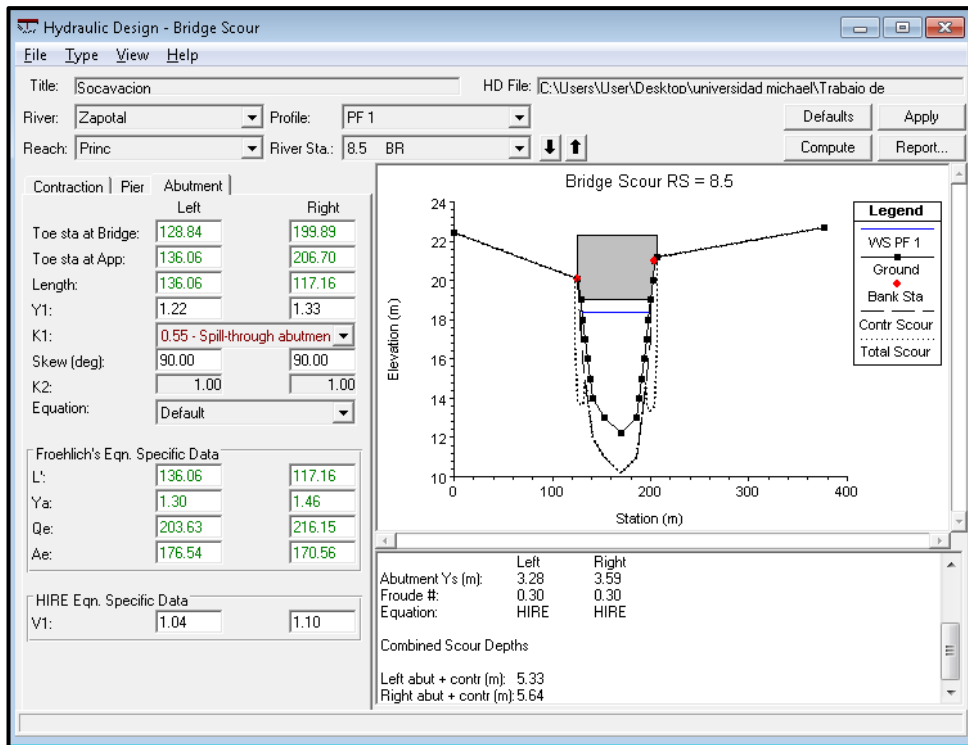 Hydraulic Design - Bridge Scour
File Type View Help
Title: Socavacion HD File: C:\Users\User\Desktop\universidad michael\Trabajo de
River: Zapotal Profile: PF 1 Defaults Apply
Reach: Princ River Sta.: 8.5 BR Compute Report...
Contraction Pier Abutment
Left Right
Toe sta at Bridge: 128.84 199.89
Toe sta at App: 136.06 206.70
Length: 136.06 117.16
Y1: 1.22 1.33
K1: 0.55 - Spill-through abutmen
Skew (deg): 90.00 90.00
K2: 1.00 1.00
Equation: Default
Froehlich's Eqn. Specific Data
L': 136.06 117.16
Ya: 1.30 1.46
Qe: 203.63 216.15
Ae: 176.54 170.56
HIRE Eqn. Specific Data
V1: 1.04 1.10
Bridge Scour RS = 8.5
Elevation (m)
24
22
20
18
16
14
12
10
0 100 200 300 400
Station (m)
Legend
WS PF 1
Ground
Bank Sta
Contr Scour
Total Scour
Left Right
Abutment Ys (m): 3.28 3.59
Froude #: 0.30 0.30
Equation: HIRE HIRE
Combined Scour Depths
Left abut + contr (m): 5.33
Right abut + contr (m): 5.64